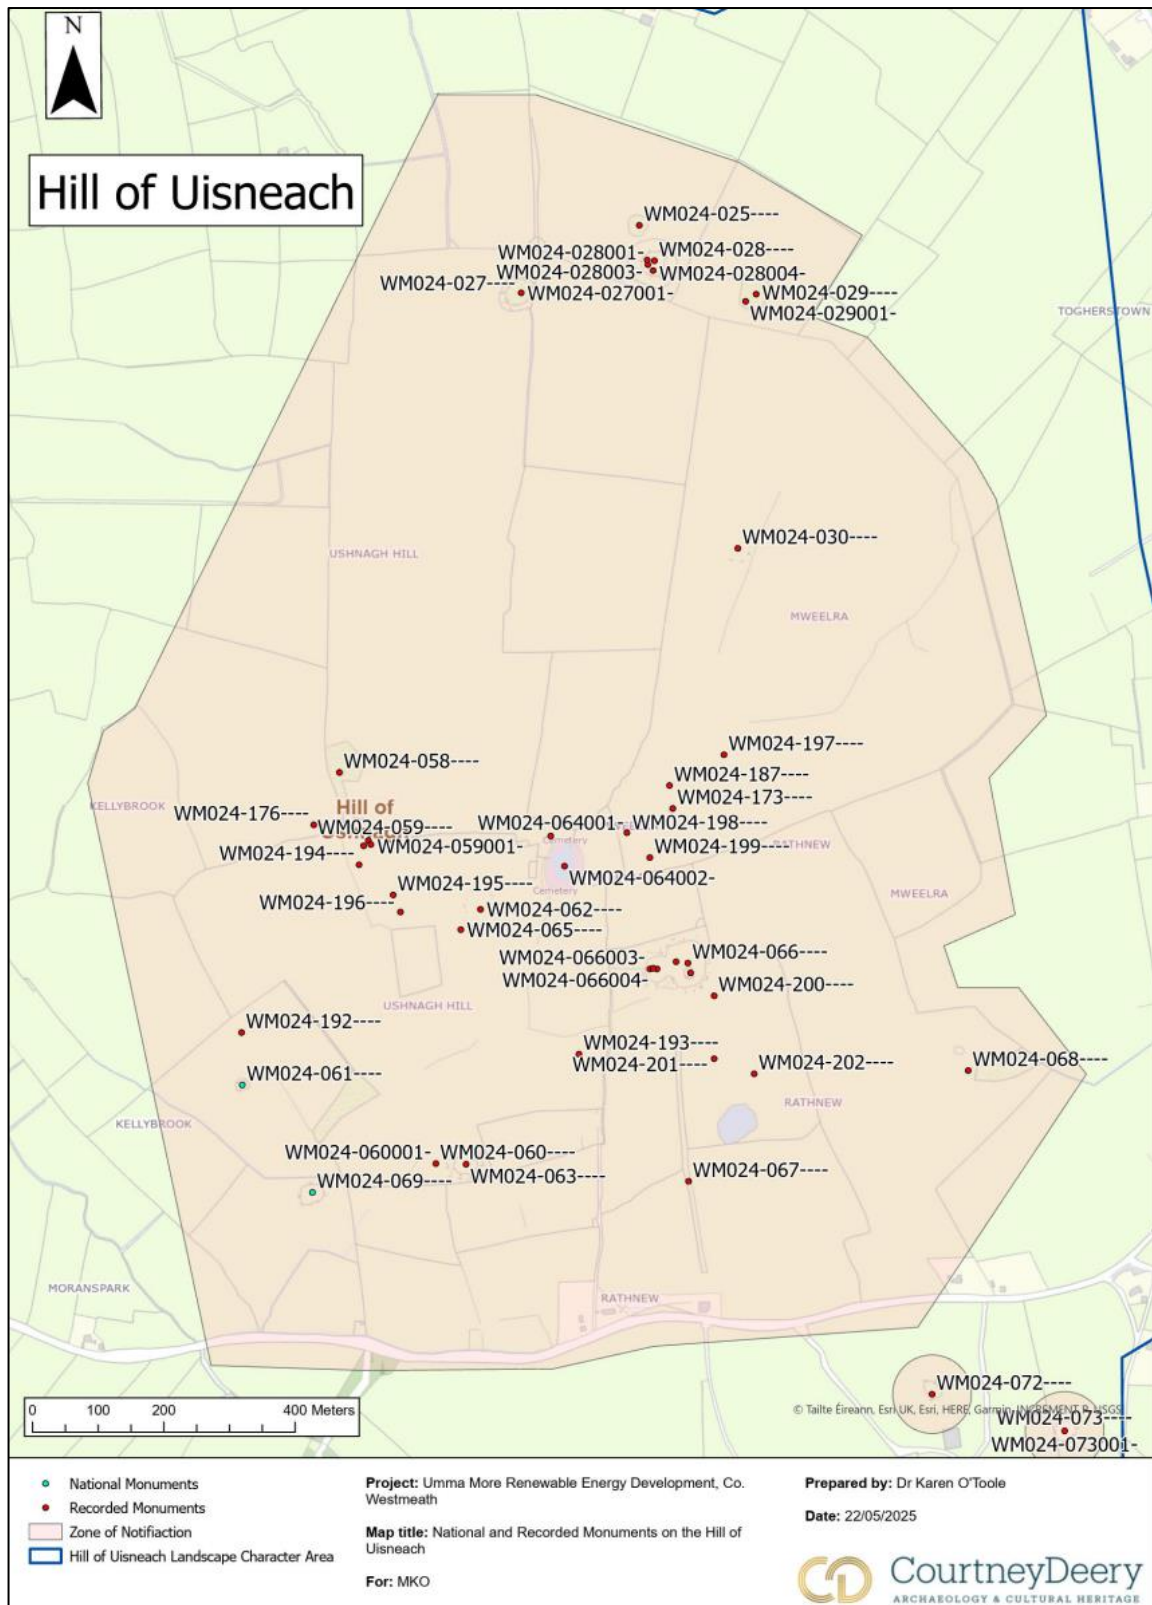 N
Hill of Uisneach
WM024-025----
WM024-028001-
WM024-028----
WM024-028003-
WM024-028004-
WM024-027----
WM024-027001-
WM024-029----
WM024-029001-
TOGHERSTOWN
WM024-030----
USHNAGH HILL
MWEELRA
WM024-197----
WM024-058----
WM024-187----
KELLYBROOK
Hill of
WM024-173----
WM024-176----
WM024-059----
WM024-064001-
WM024-198----
Cemetery
RATHNEW
WM024-194----
WM024-059001-
WM024-199----
WM024-064002-
Cemetery
WM024-195----
MWEELRA
WM024-196----
WM024-062----
WM024-065----
WM024-066003-
WM024-066----
WM024-066004-
WM024-200----
USHNAGH HILL
WM024-192----
WM024-193----
WM024-201----
WM024-061----
WM024-202----
WM024-068----
RATHNEW
KELLYBROOK
WM024-060001-
WM024-060----
WM024-069----
WM024-063----
WM024-067----
MORANSPARK
RATHNEW
WM024-072----
© Tailte Éireann, Esri UK, Esri, HERE, Garmin, INCREMENT P, USGS
WM024-073----
WM024-073001-
0 100 200 400 Meters
National Monuments
Recorded Monuments
Zone of Notifiaction
Hill of Uisneach Landscape Character Area
Project: Umma More Renewable Energy Development, Co.
Westmeath
Map title: National and Recorded Monuments on the Hill of
Uisneach
For: MKO
Prepared by: Dr Karen O'Toole
Date: 22/05/2025
CD CourtneyDeery
ARCHAEOLOGY & CULTURAL HERITAGE